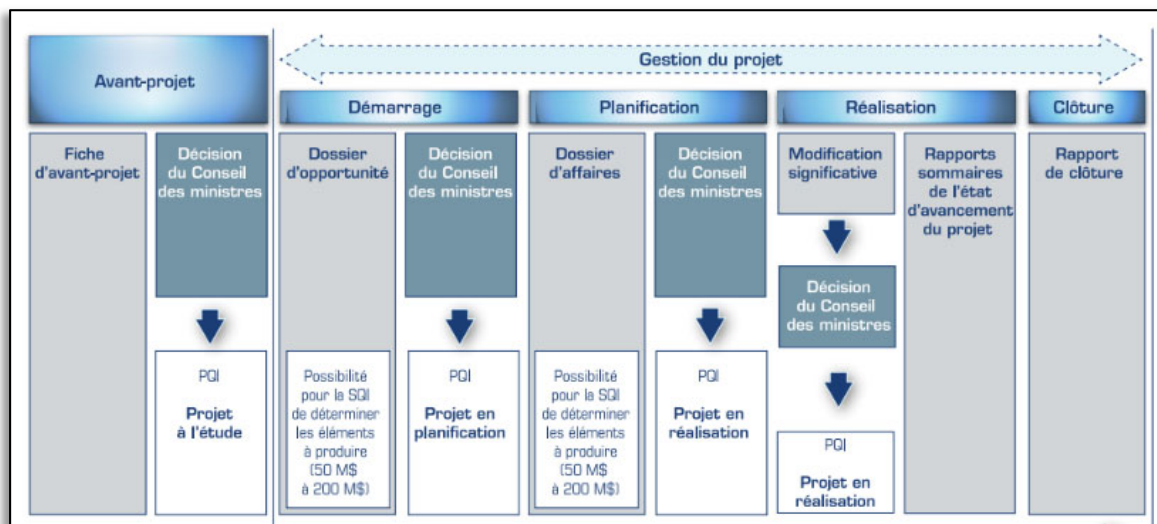 Avant-projet
Gestion du projet
Démarrage
Planification
Réalisation
Clôture
Fiche
d'avant-projet
Décision
du Conseil
des ministres
PQI
Projet
à l'étude
Dossier
d'opportunité
Possibilité
pour la SQI
de déterminer
les éléments
à produire
(50 M$
à 200 M$)
Décision
du Conseil
des ministres
PQI
Projet en
planification
Dossier
d'affaires
Possibilité
pour la SQI
de déterminer
les éléments
à produire
(50 M$
à 200 M$)
Décision
du Conseil
des ministres
PQI
Projet en
réalisation
Modification
significative
Décision
du Conseil
des ministres
PQI
Projet en
réalisation
Rapports
sommaires
de l'état
d'avancement
du projet
Rapport
de clôture